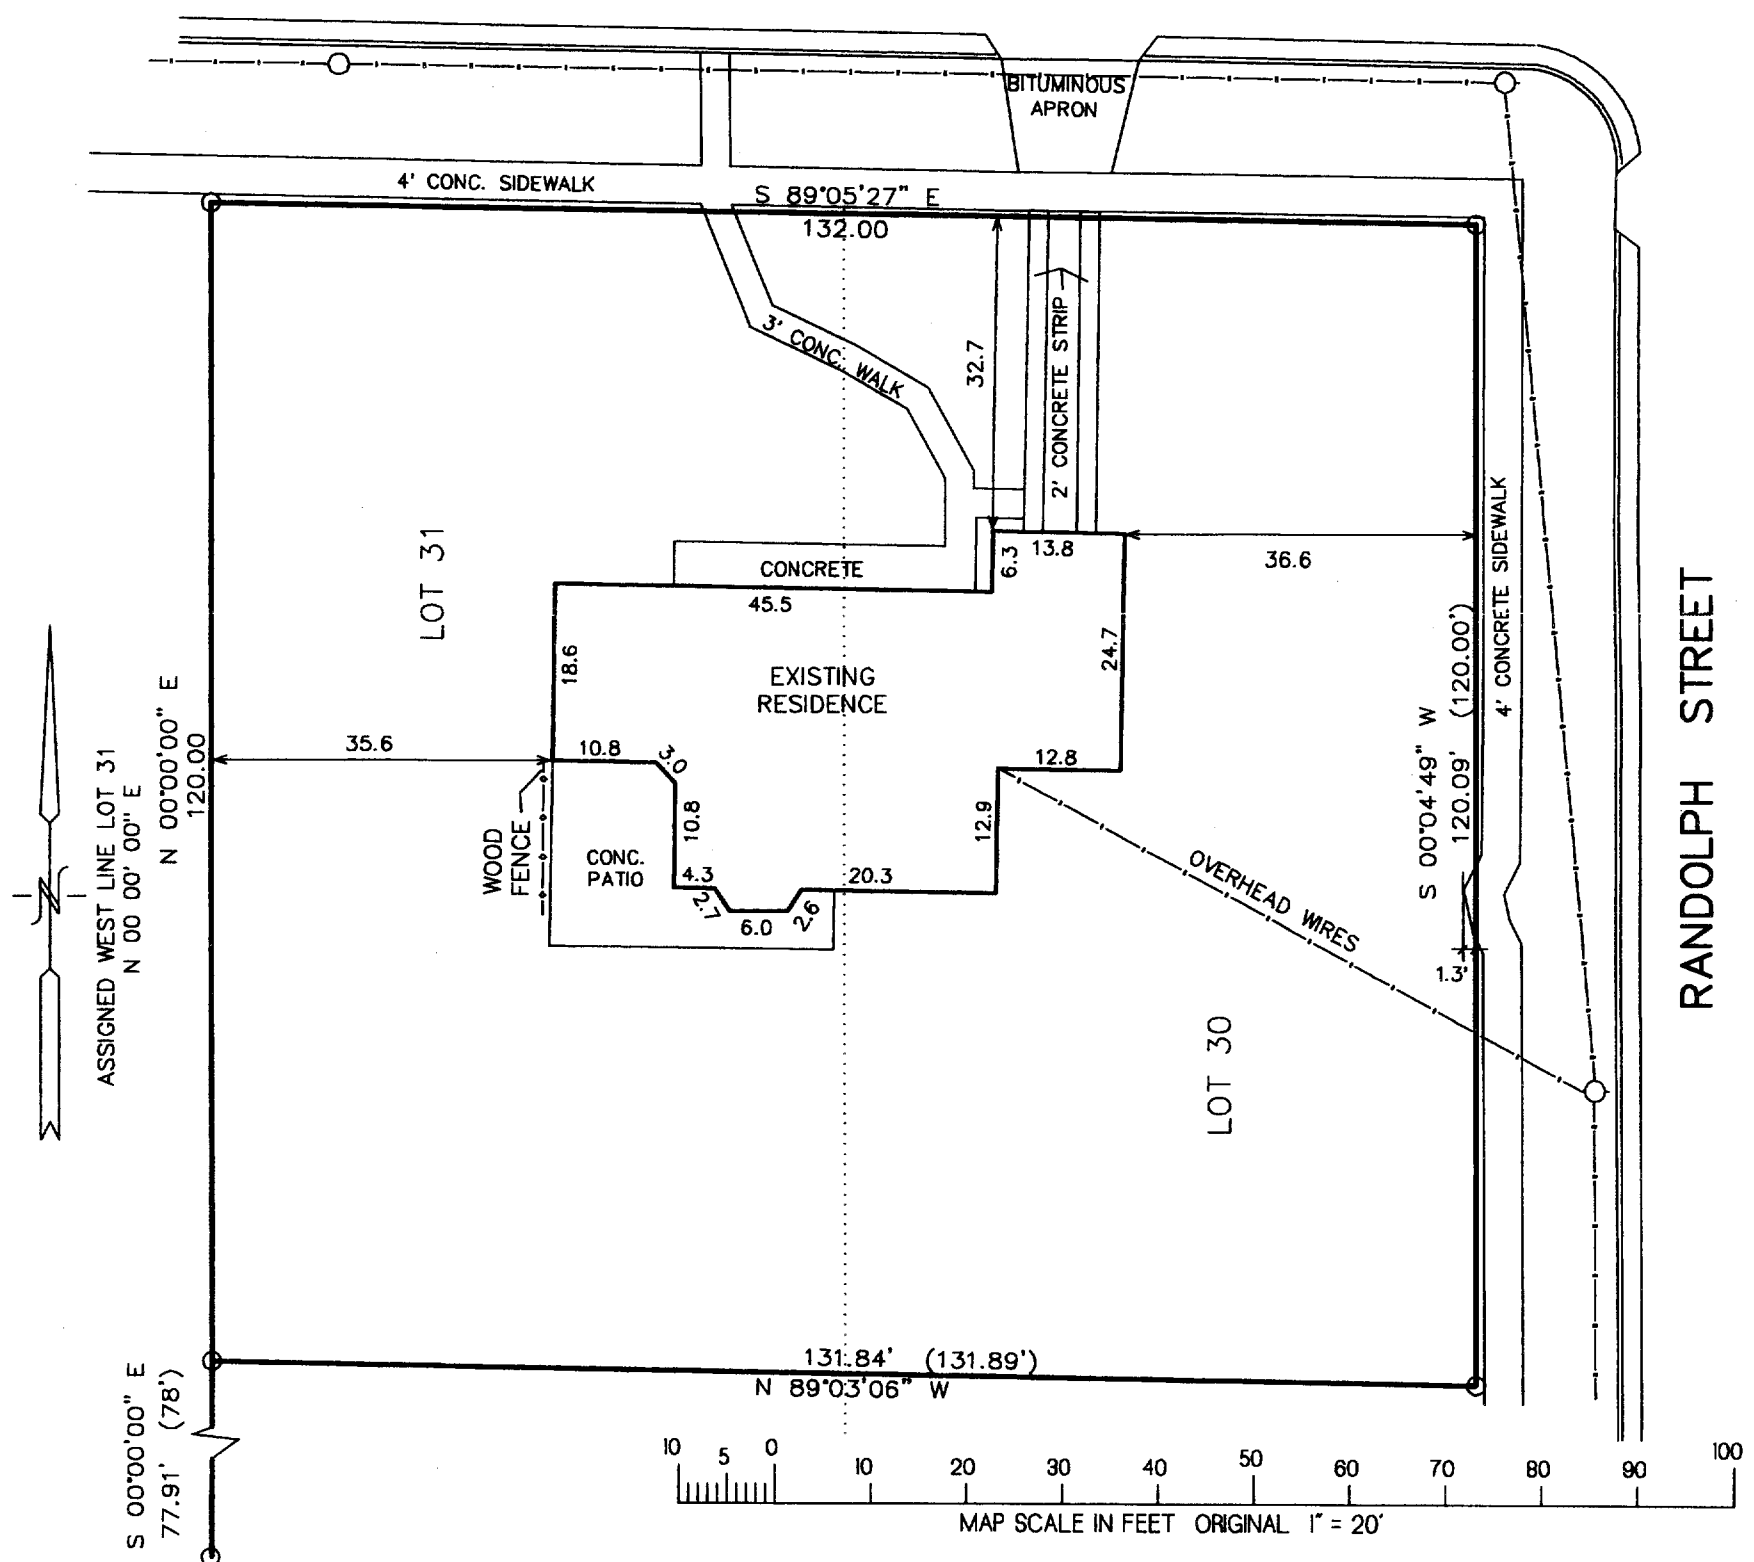 BITUMINOUS
APRON
4' CONC. SIDEWALK
S 89°05'27" E
132.00
3' CONC. WALK
32.7
2' CONCRETE STRIP
LOT 31
CONCRETE
45.5
6.3
13.8
36.6
4' CONCRETE SIDEWALK
RANDOLPH STREET
18.6
EXISTING
RESIDENCE
24.7
S 00°04'49" W
120.09' (120.00')
ASSIGNED WEST LINE LOT 31
N 00 00' 00" E
N 00°00'00" E
120.00
35.6
10.8
3.0
12.8
WOOD
FENCE
10.8
12.9
CONC.
PATIO
4.3
20.3
2.7
6.0
2.6
OVERHEAD WIRES
1.3'
LOT 30
N
131.84' (131.89')
N 89°03'06" W
S 00°00'00" E
77.91' (78')
10 5 0 10 20 30 40 50 60 70 80 90 100
MAP SCALE IN FEET ORIGINAL 1" = 20'